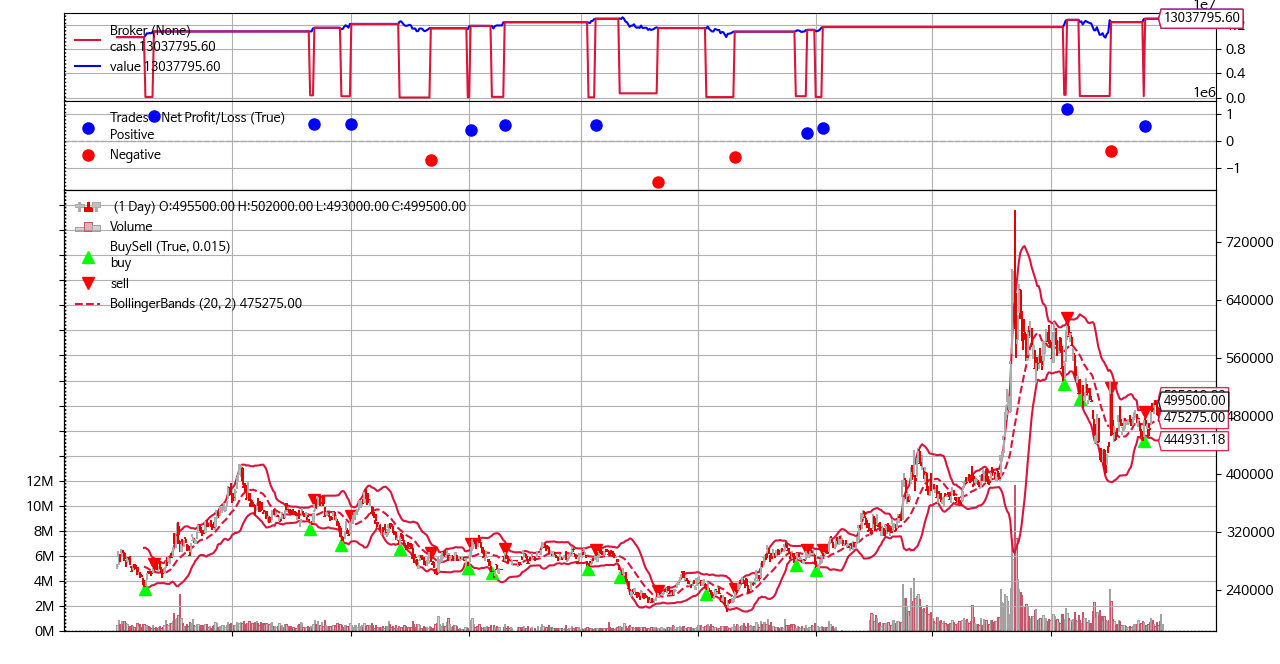 1e7
Broker (None)
cash 13037795.60
value 13037795.60
13037795.60
0.8
0.4
0.0
1e6
Trades - Net Profit/Loss (True)
Positive
Negative
1
0
−1
(1 Day) O:495500.00 H:502000.00 L:493000.00 C:499500.00
Volume
BuySell (True, 0.015)
buy
sell
BollingerBands (20, 2) 475275.00
720000
640000
560000
499500.00
480000
475275.00
444931.18
400000
320000
240000
12M
10M
8M
6M
4M
2M
0M